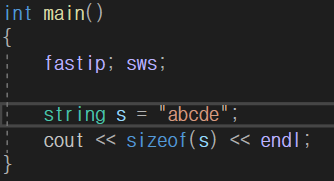 int main()
{
fastip; sws;
string s = "abcde";
cout << sizeof(s) << endl;
}